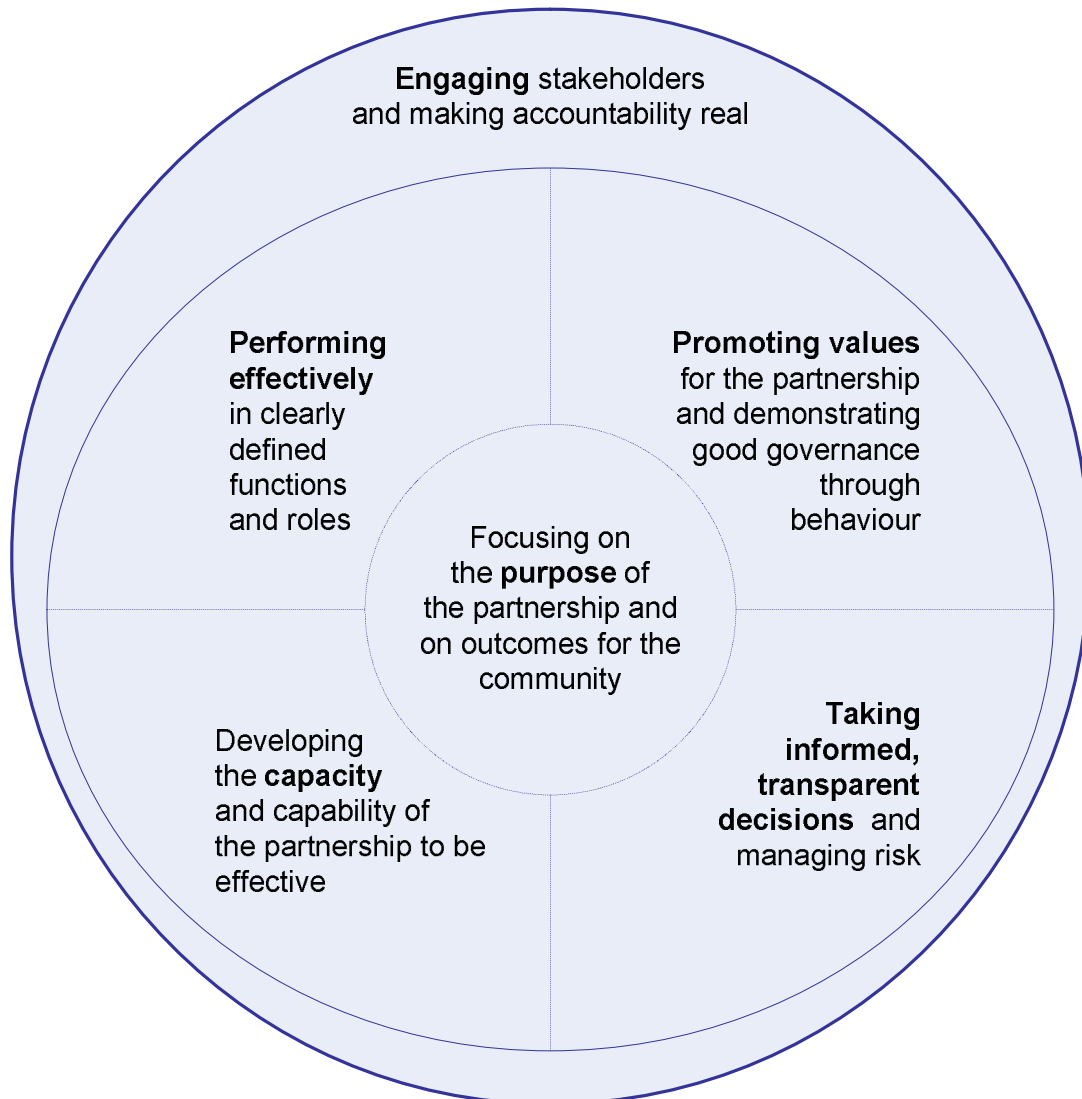 Engaging stakeholders
and making accountability real
Performing
effectively
in clearly
defined
functions
and roles
Promoting values
for the partnership
and demonstrating
good governance
through
behaviour
Focusing on
the purpose of
the partnership and
on outcomes for the
community
Developing
the capacity
and capability of
the partnership to be
effective
Taking
informed,
transparent
decisions and
managing risk